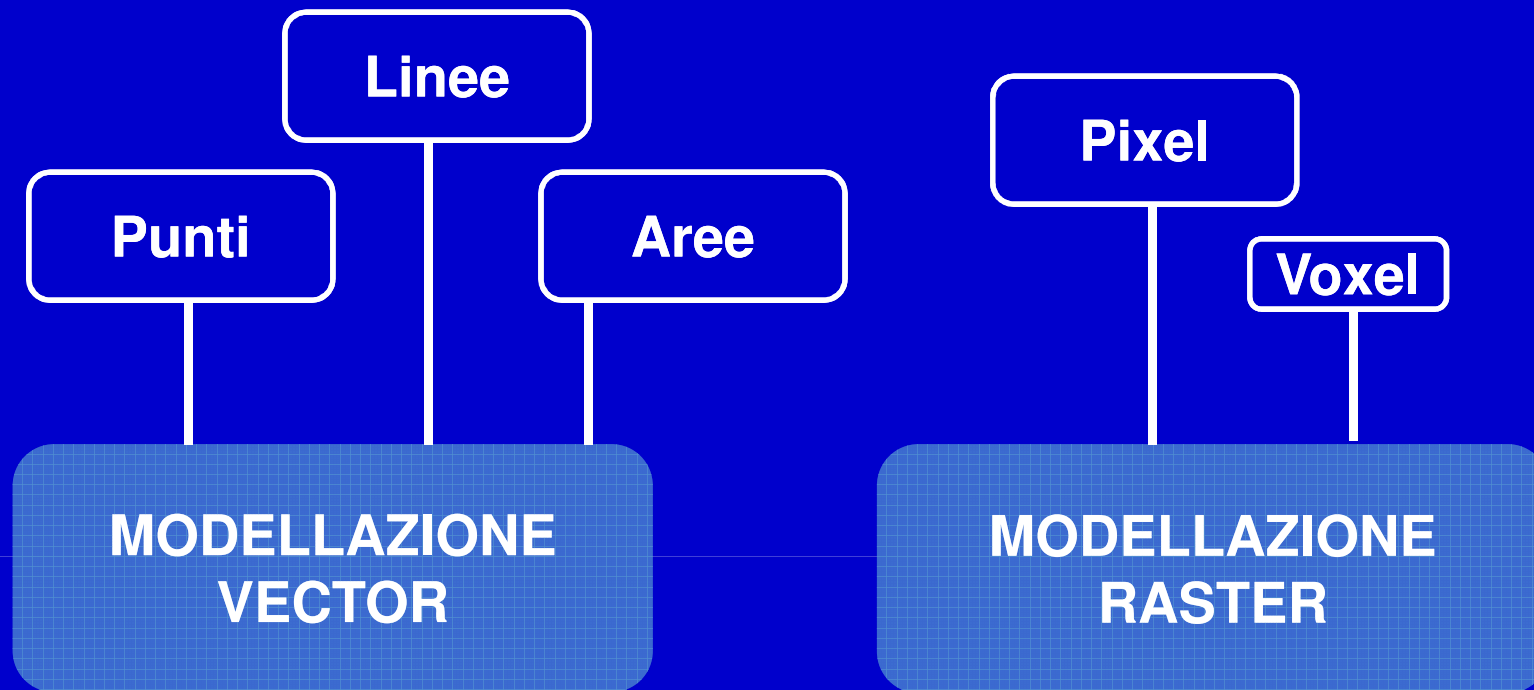 Linee
Punti
Aree
MODELLAZIONE
VECTOR
Pixel
Voxel
MODELLAZIONE
RASTER